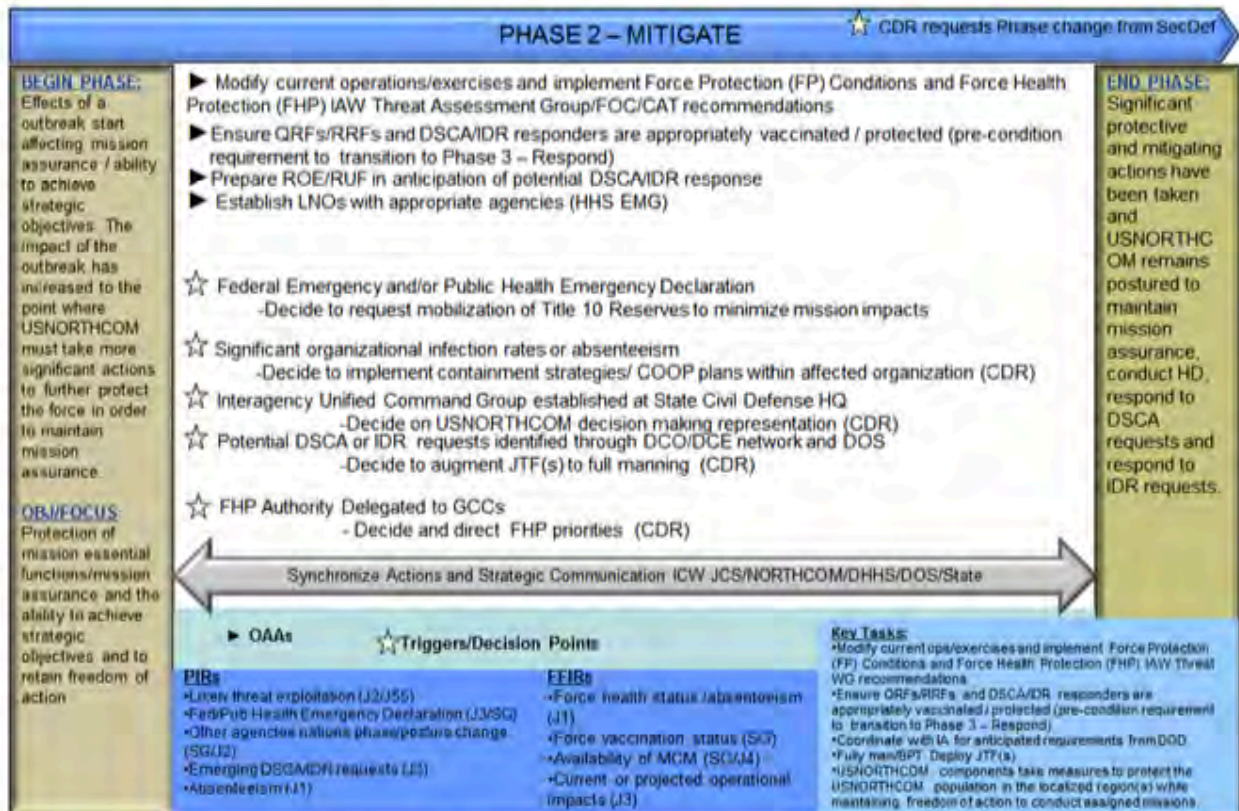 PHASE 2 – MITIGATE
CDR requests Phase change from SecDef
BEGIN PHASE:
Effects of a
outbreak start
affecting mission
assurance / ability
to achieve
strategic
objectives. The
impact of the
outbreak has
increased to the
point where
USNORTHCOM
must take more
significant actions
to further protect
the force in order
to maintain
mission
assurance.
OBJ/FOCUS
Protection of
mission essential
functions/mission
assurance and the
ability to achieve
strategic
objectives and to
retain freedom of
action
► Modify current operations/exercises and implement Force Protection (FP) Conditions and Force Health
Protection (FHP) IAW Threat Assessment Group/FOC/CAT recommendations
► Ensure QRFs/RRFs and DSCA/IDR responders are appropriately vaccinated / protected (pre-condition
requirement to transition to Phase 3 – Respond)
► Prepare ROE/RUF in anticipation of potential DSCA/IDR response
► Establish LNOs with appropriate agencies (HHS EMG)
Federal Emergency and/or Public Health Emergency Declaration
-Decide to request mobilization of Title 10 Reserves to minimize mission impacts
Significant organizational infection rates or absenteeism
-Decide to implement containment strategies/ COOP plans within affected organization (CDR)
Interagency Unified Command Group established at State Civil Defense HQ
-Decide on USNORTHCOM decision making representation (CDR)
Potential DSCA or IDR requests identified through DCO/DCE network and DOS
-Decide to augment JTF(s) to full manning (CDR)
FHP Authority Delegated to GCCs
- Decide and direct FHP priorities (CDR)
Synchronize Actions and Strategic Communication ICW JCS/NORTHCOM/DHHS/DOS/State
END PHASE:
Significant
protective
and mitigating
actions have
been taken
and
USNORTHC
OM remains
postured to
maintain
mission
assurance,
conduct HD,
respond to
DSCA
requests and
respond to
IDR requests.
► OAAs
Triggers/Decision Points
PIRs
•Likely threat exploitation (J2/J55)
•Fed/Pub Health Emergency Declaration (J3/SG)
•Other agencies nations phase/posture change
(SG/J2)
•Emerging requests (J3)
•Absenteeism (J1)
FFIRs
•Force health status /absenteeism
(J1)
•Force vaccination status (SG)
•Availability of MCM (SG/J4)
•Current or projected operational
impacts (J3)
Key Tasks:
•Modify current ops/exercises and implement Force Protection
(FP) Conditions and Force Health Protection (FHP) IAW Threat
WG recommendations
•Ensure QRFs/RRFs and DSCA/IDR responders are
appropriately vaccinated / protected (pre-condition requirement
to transition to Phase 3 – Respond)
•Coordinate with IA for anticipated requirements from DOD
•Fully man/BPT Deploy JTF(s)
•USNORTHCOM components take measures to protect the
USNORTHCOM population in the localized region(s) while
maintaining freedom of action to conduct assigned missions.